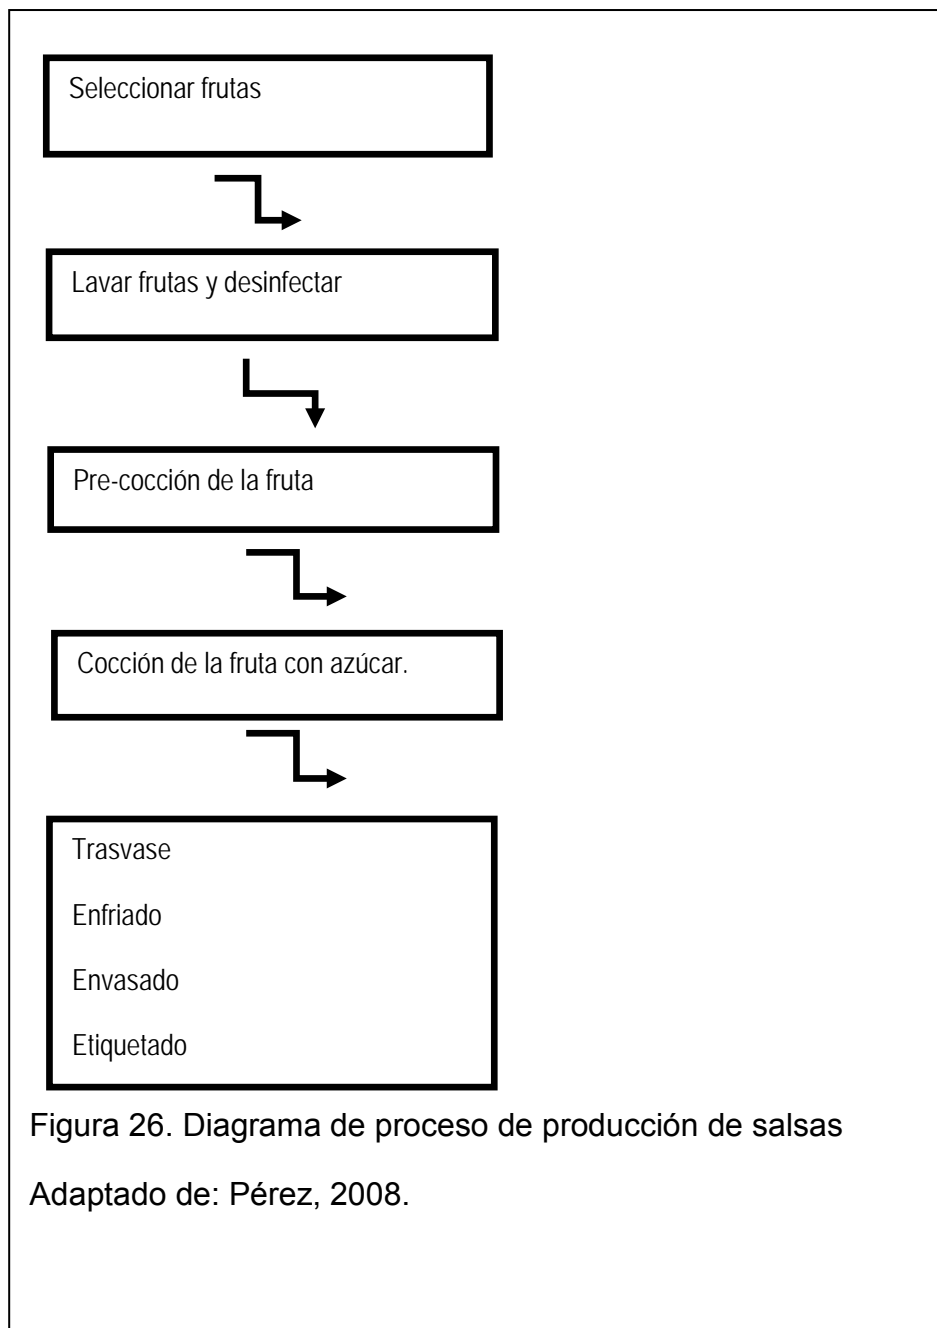 Seleccionar frutas
Lavar frutas y desinfectar
Pre-cocción de la fruta
Cocción de la fruta con azúcar.
Trasvase
Enfriado
Envasado
Etiquetado
Figura 26. Diagrama de proceso de producción de salsas
Adaptado de: Pérez, 2008.